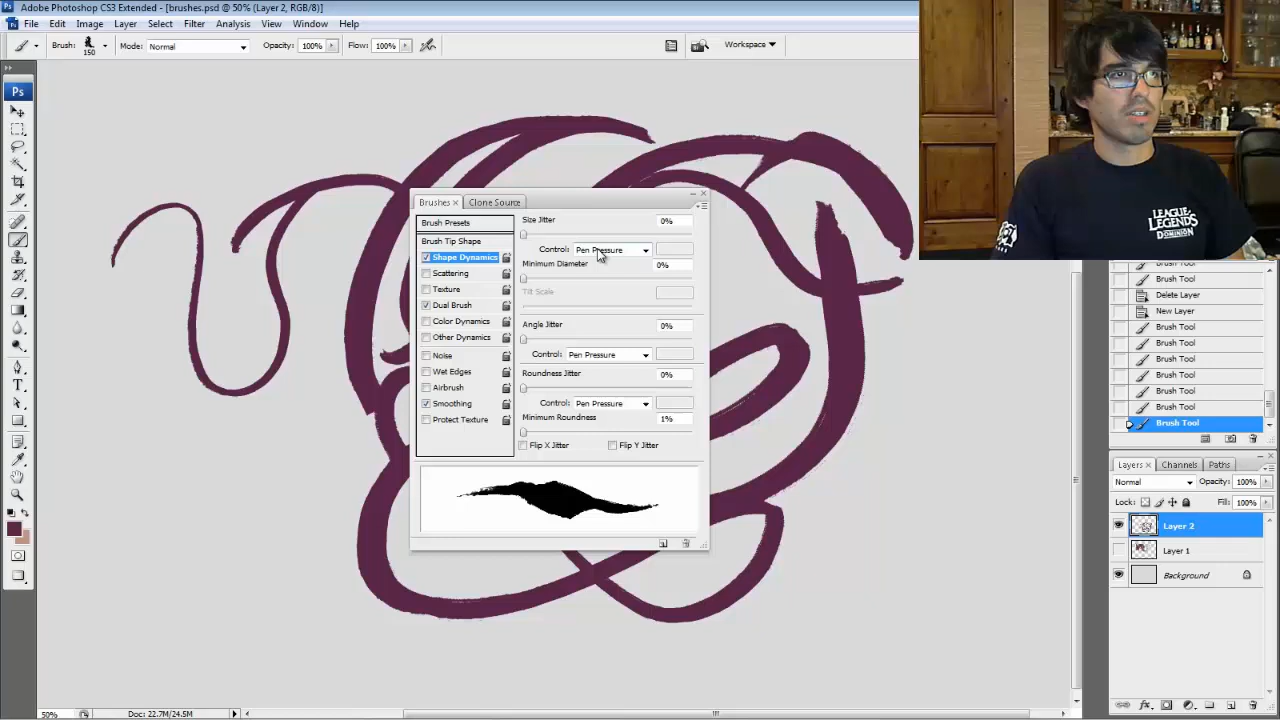 Adobe Photoshop CS3 Extended - [brushes.psd @ 50% (Layer 2, RGB/8)]
File Edit Image Layer Select Filter Analysis View Window Help
Brush: 150 Mode: Normal Opacity: 100% Flow: 100% Workspace
Ps
T
Brushes × Clone Source
Brush Presets
Brush Tip Shape
Shape Dynamics
Scattering
Texture
Dual Brush
Color Dynamics
Other Dynamics
Noise
Wet Edges
Airbrush
Smoothing
Protect Texture
Size Jitter 0%
Control: Pen Pressure
Minimum Diameter 0%
Tilt Scale
Angle Jitter 0%
Control: Pen Pressure
Roundness Jitter 0%
Control: Pen Pressure
Minimum Roundness 1%
Flip X Jitter Flip Y Jitter
LEAGUE
LEGENDS
DOMINION
Brush Tool
Brush Tool
Delete Layer
New Layer
Brush Tool
Brush Tool
Brush Tool
Brush Tool
Brush Tool
Brush Tool
Brush Tool
Layers × Channels Paths
Normal Opacity: 100%
Lock: Fill: 100%
Layer 2
Layer 1
Background
50% Doc: 22.7M/24.5M